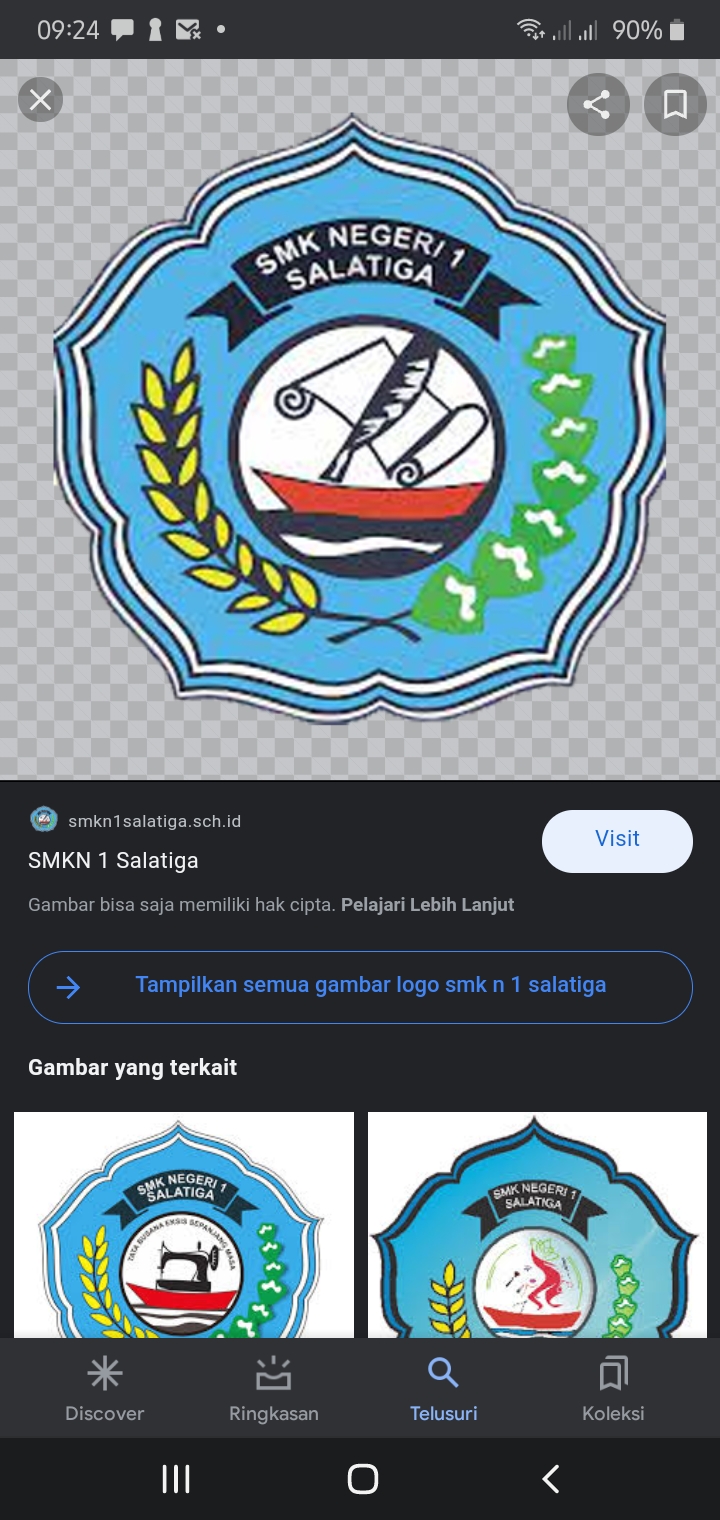 09:24
90%
SMK NEGERI 1
SALATIGA
smkn1salatiga.sch.id
SMKN 1 Salatiga
Visit
Gambar bisa saja memiliki hak cipta. Pelajari Lebih Lanjut
Tampilkan semua gambar logo smk n 1 salatiga
Gambar yang terkait
SMK NEGERI 1
SALATIGA
TATA BUSANA EKSIS SEPANJANG MASA
SMK NEGERI 1
SALATIGA
Discover
Ringkasan
Telusuri
Koleksi